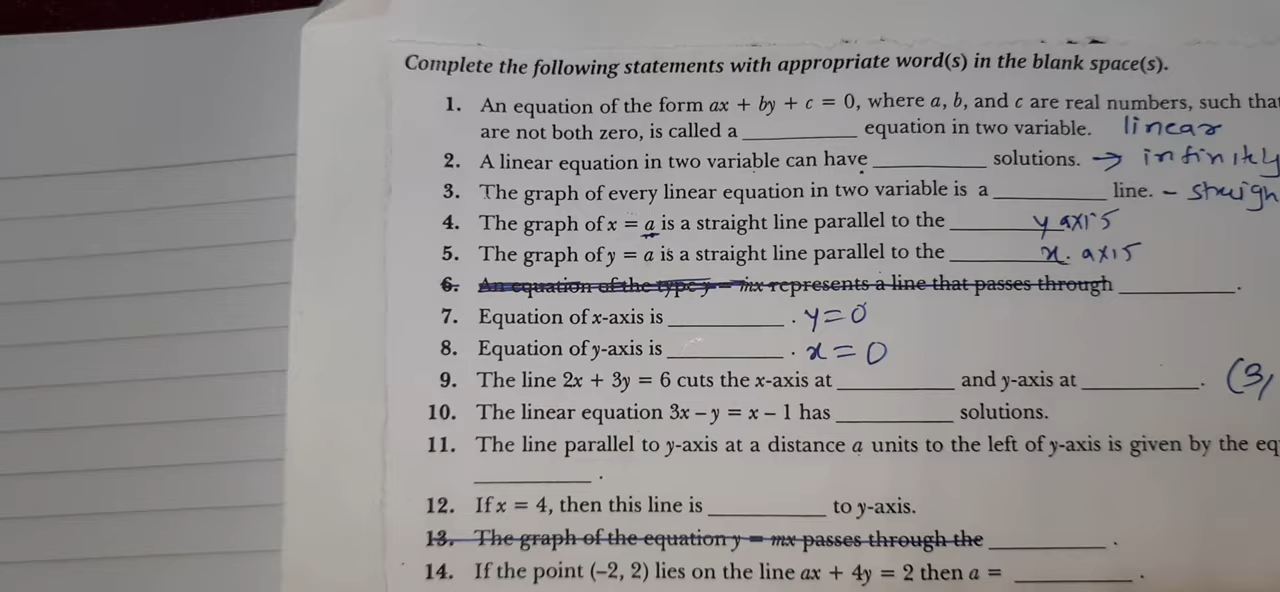 Complete the following statements with appropriate word(s) in the blank space(s).
1. An equation of the form ax + by + c = 0, where a, b, and c are real numbers, such
are not both zero, is called a __________ equation in two variable. linear
2. A linear equation in two variable can have __________ solutions. →
3. The graph of every linear equation in two variable is a __________ line. -
4. The graph of x = a is a straight line parallel to the __________ y axis
5. The graph of y = a is a straight line parallel to the __________ x. axis
6. An equation of the type y = mx represents a line that passes through __________.
7. Equation of x-axis is __________. y=0
8. Equation of y-axis is __________. x=0
9. The line 2x + 3y = 6 cuts the x-axis at __________ and y-axis at __________. (3,
10. The linear equation 3x – y = x – 1 has __________ solutions.
11. The line parallel to y-axis at a distance a units to the left of y-axis is given by the
__________.
12. If x = 4, then this line is __________ to y-axis.
13. The graph of the equation y = mx passes through the __________.
14. If the point (–2, 2) lies on the line ax + 4y = 2 then a = __________.